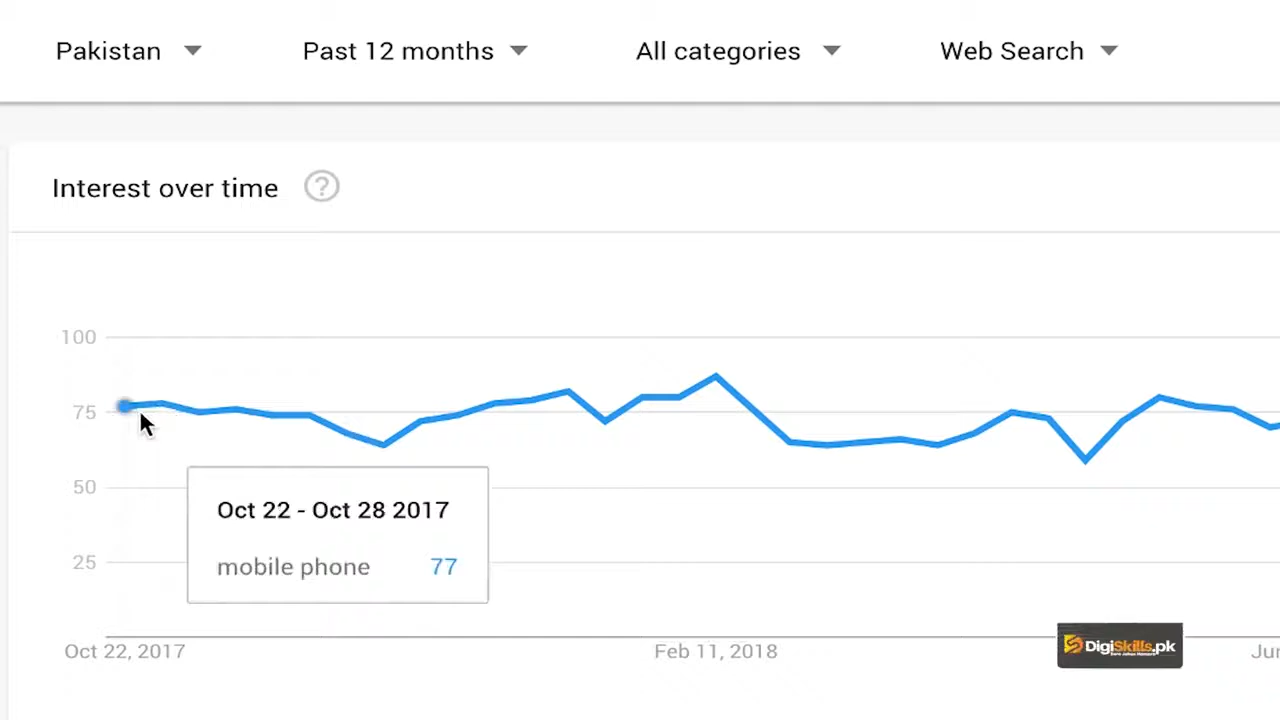 Pakistan Past 12 months All categories Web Search
Interest over time ?
100
75
50
25
Oct 22 - Oct 28 2017
mobile phone 77
Oct 22, 2017 Feb 11, 2018 Jun
DigiSkills.pk